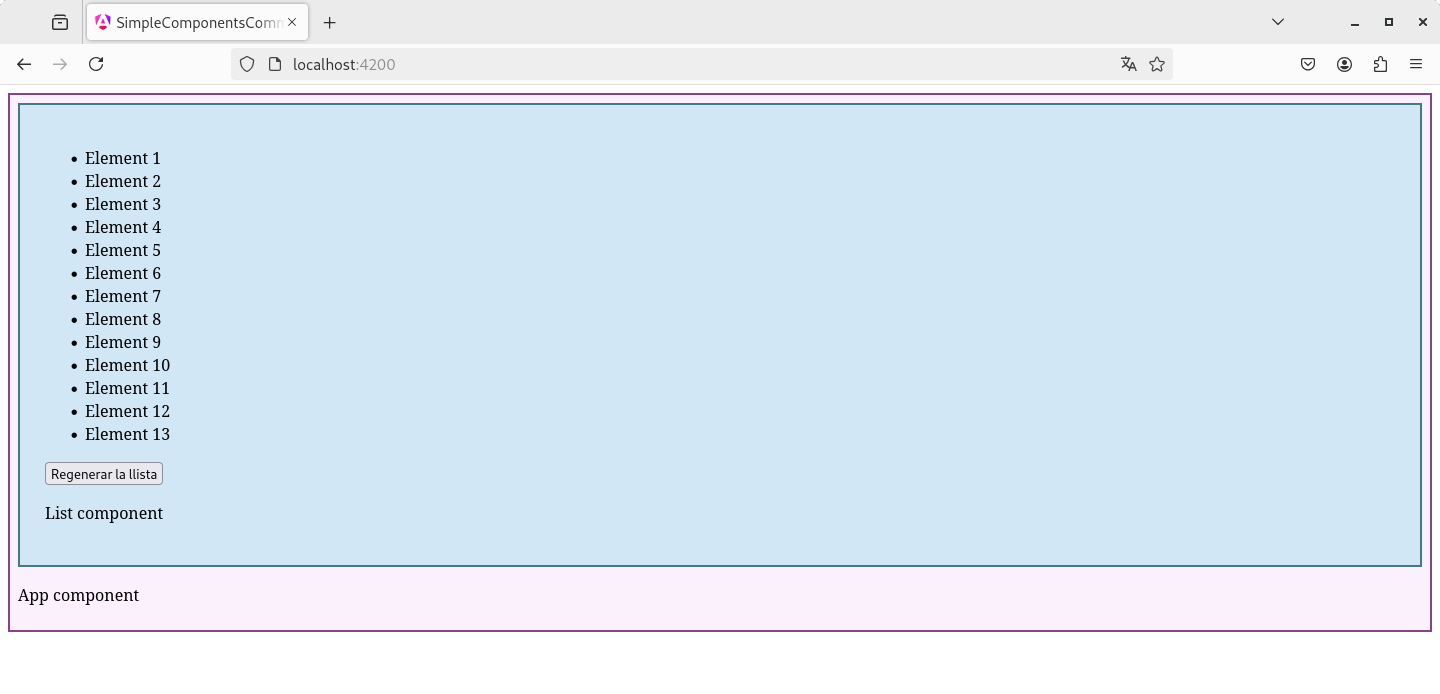 SimpleComponentsComm
localhost:4200
Element 1
Element 2
Element 3
Element 4
Element 5
Element 6
Element 7
Element 8
Element 9
Element 10
Element 11
Element 12
Element 13
Regenerar la llista
List component
App component